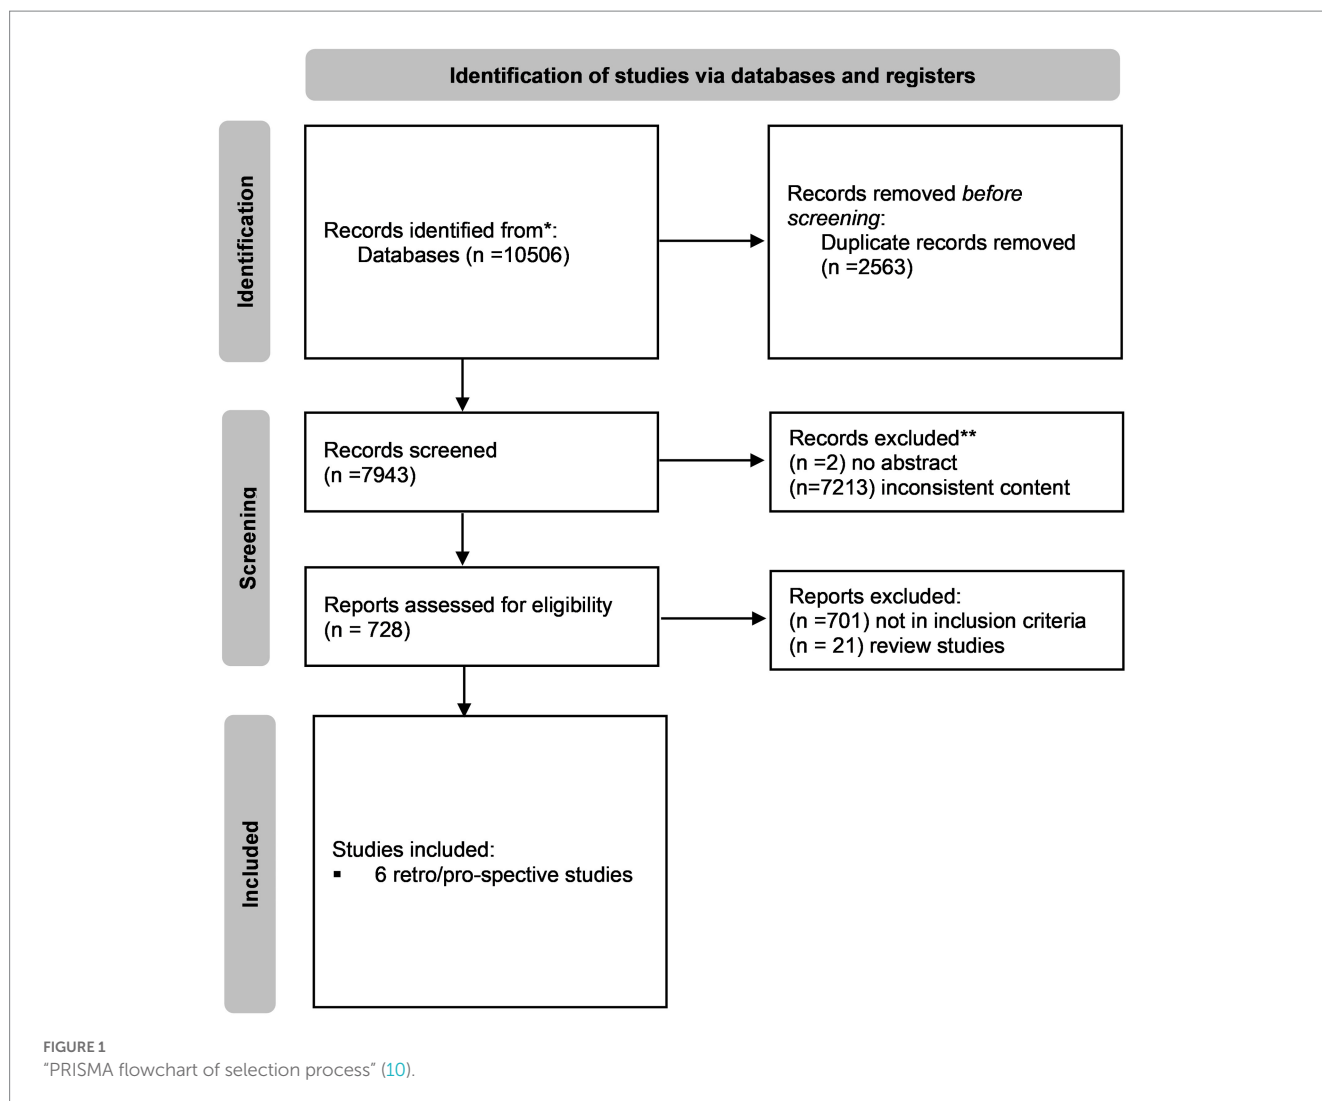 Identification of studies via databases and registers
Identification
Records identified from*:
Databases (n =10506)
Records removed before
screening:
Duplicate records removed
(n =2563)
Screening
Records screened
(n =7943)
Records excluded**
(n =2) no abstract
(n=7213) inconsistent content
Reports assessed for eligibility
(n = 728)
Reports excluded:
(n =701) not in inclusion criteria
(n = 21) review studies
Included
Studies included:
▪ 6 retro/pro-spective studies
FIGURE 1
“PRISMA flowchart of selection process” (10).